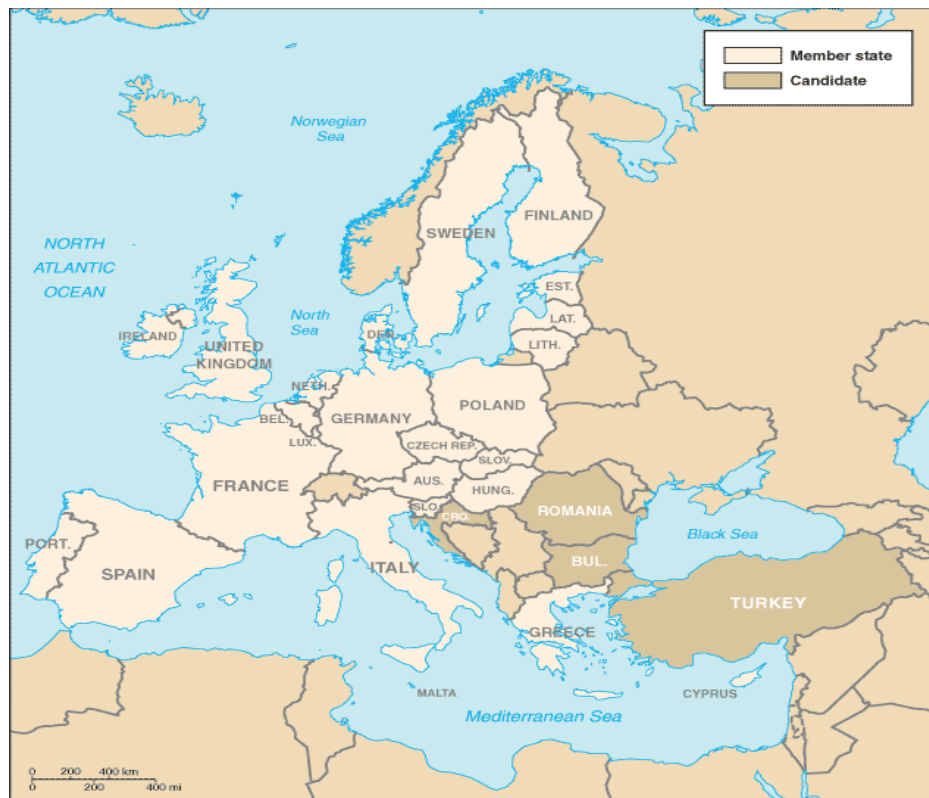 Member state
Candidate
Norwegian
Sea
FINLAND
SWEDEN
NORTH
ATLANTIC
OCEAN
EST.
North
Sea
LAT.
IRELAND
DEN.
LITH.
UNITED
KINGDOM
NETH.
POLAND
BEL.
GERMANY
LUX.
CZECH REP.
SLOV.
FRANCE
AUS.
HUNG.
SLO.
CRO.
ROMANIA
PORT.
Black Sea
SPAIN
ITALY
BUL.
TURKEY
GREECE
MALTA
CYPRUS
Mediterranean Sea
0 200 400 km
0 200 400 mi